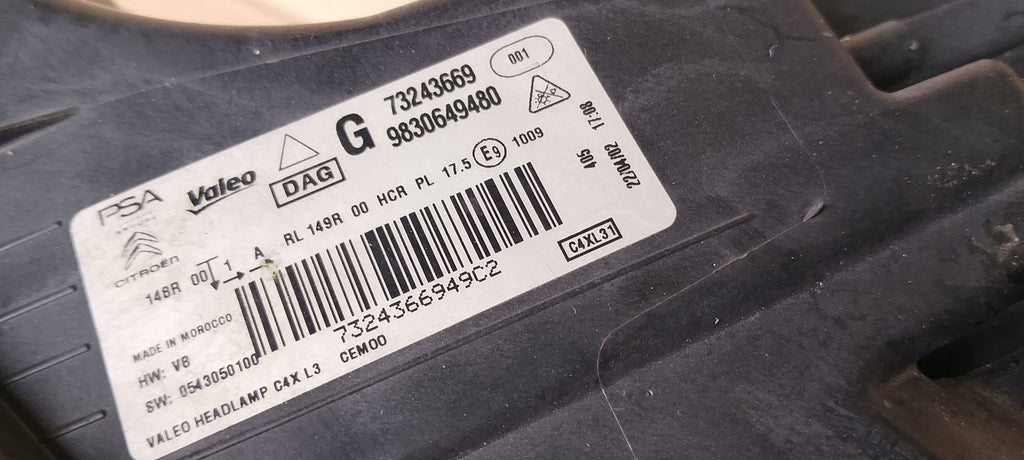 001
G 73243669
9830649480
PSA
Valeo
DAG
CITROËN
RL 149R 00 HCR PL 17.5 E9 1009
148R 00 1 A
405 17:08
22/04/02
C4XL31
MADE IN MOROCCO
HW: V8
SW: 0543050100
7324366949C2
VALEO HEADLAMP C4X L3 CEM00